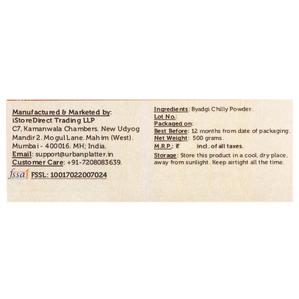 Manufactured & Marketed by:
iStoreDirect Trading LLP
C7, Kamanwala Chambers, New Udyog
Mandir 2. Mogul Lane, Mahim (West).
Mumbai - 400016. MH; India.
Email: support@urbanplatter.in
Customer Care: +91-7208083639.
fssai FSSL: 10017022007024
Ingredients: Byadgi Chilly Powder.
Lot No.:
Packaged on:
Best Before: 12 months from date of packaging.
Net Weight: 500 grams.
M.R.P.: ₹ incl. of all taxes.
Storage: Store this product in a cool, dry place,
away from sunlight. Keep airtight all the time.